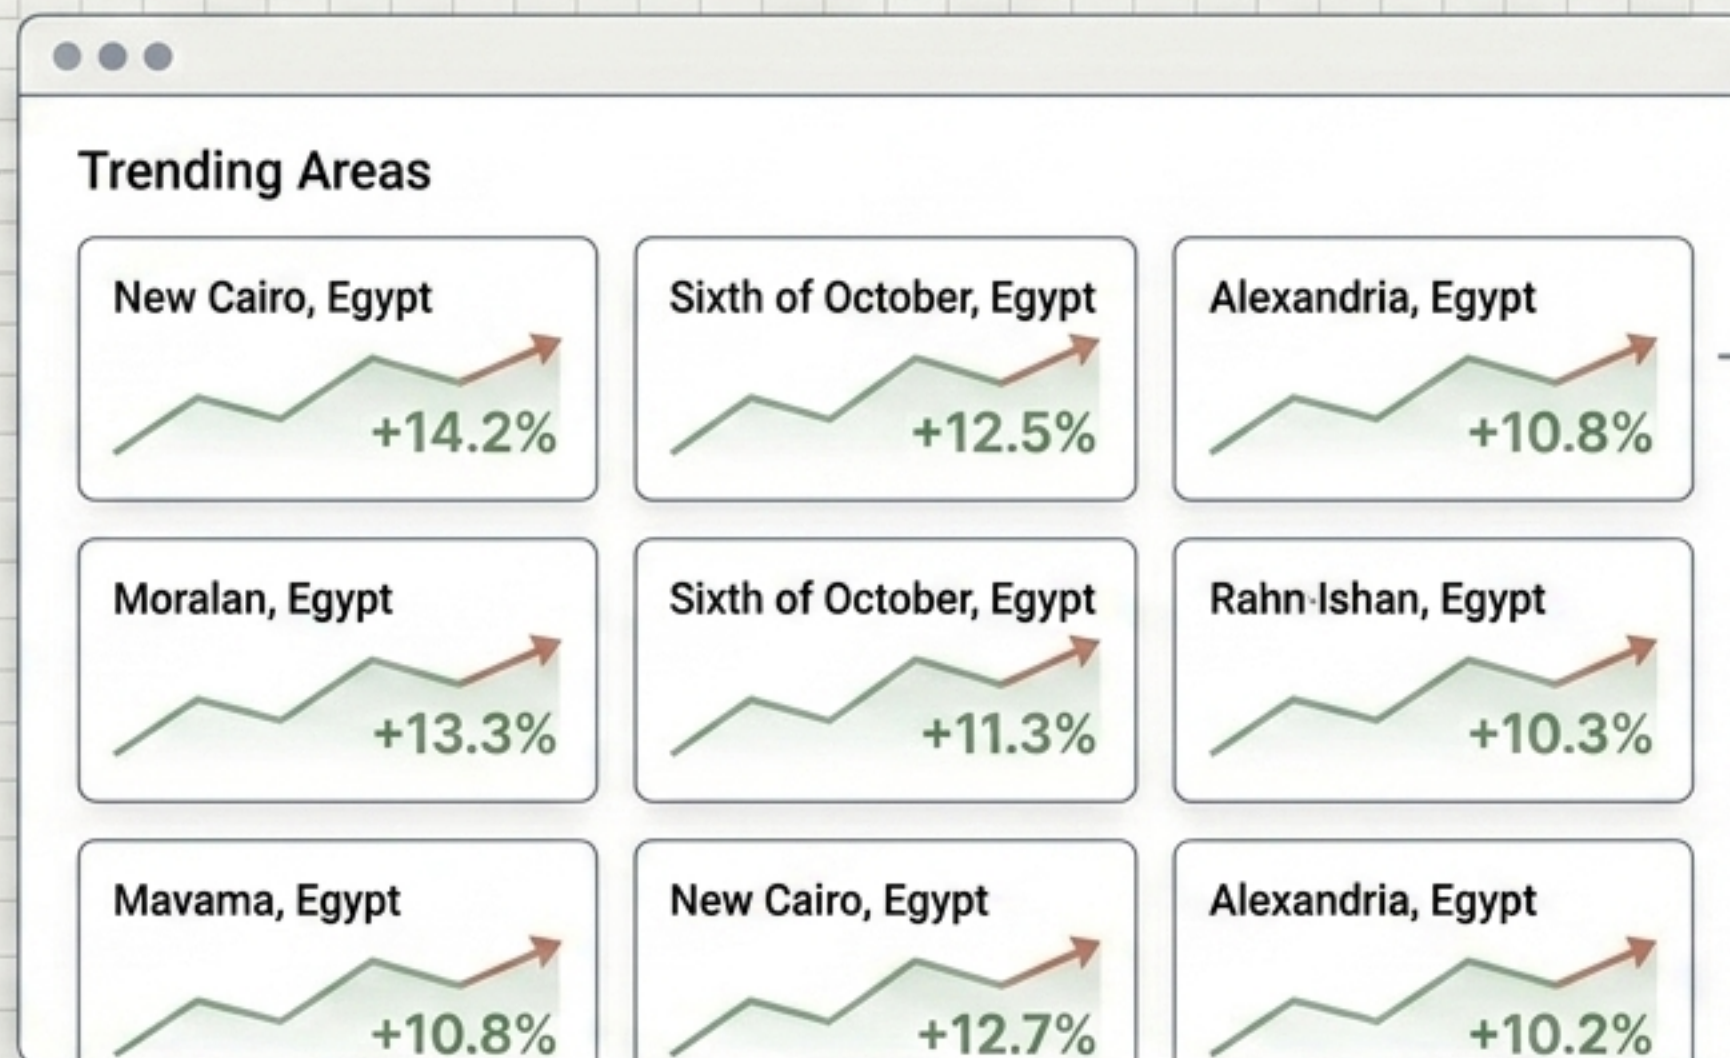 Trending Areas
New Cairo, Egypt
+14.2%
Sixth of October, Egypt
+12.5%
Alexandria, Egypt
+10.8%
Moralan, Egypt
+13.3%
Sixth of October, Egypt
+11.3%
Rahn Ishan, Egypt
+10.3%
Mavama, Egypt
+10.8%
New Cairo, Egypt
+12.7%
Alexandria, Egypt
+10.2%